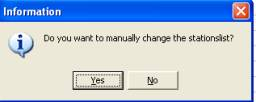 Information
Do you want to manually change the stationslist?
Yes
No